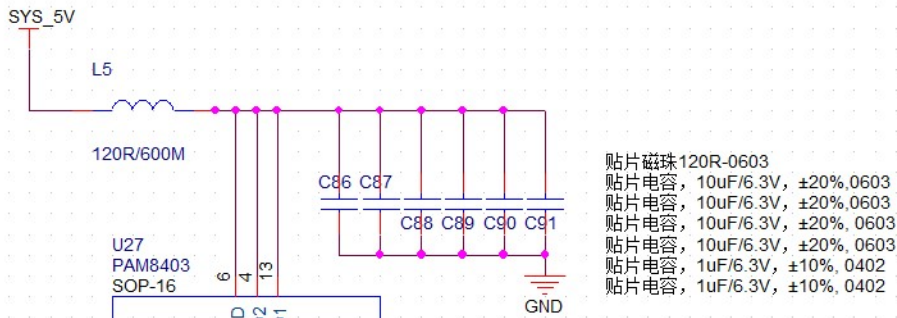 SYS_5V
L5
120R/600M
C86 C87
C88 C89 C90 C91
贴片磁珠120R-0603
贴片电容，10uF/6.3V，±20%,0603
贴片电容，10uF/6.3V，±20%,0603
贴片电容，10uF/6.3V，±20%, 0603
贴片电容，10uF/6.3V，±20%, 0603
贴片电容，1uF/6.3V，±10%, 0402
贴片电容，1uF/6.3V，±10%, 0402
U27
PAM8403
SOP-16
6
4
13
GND